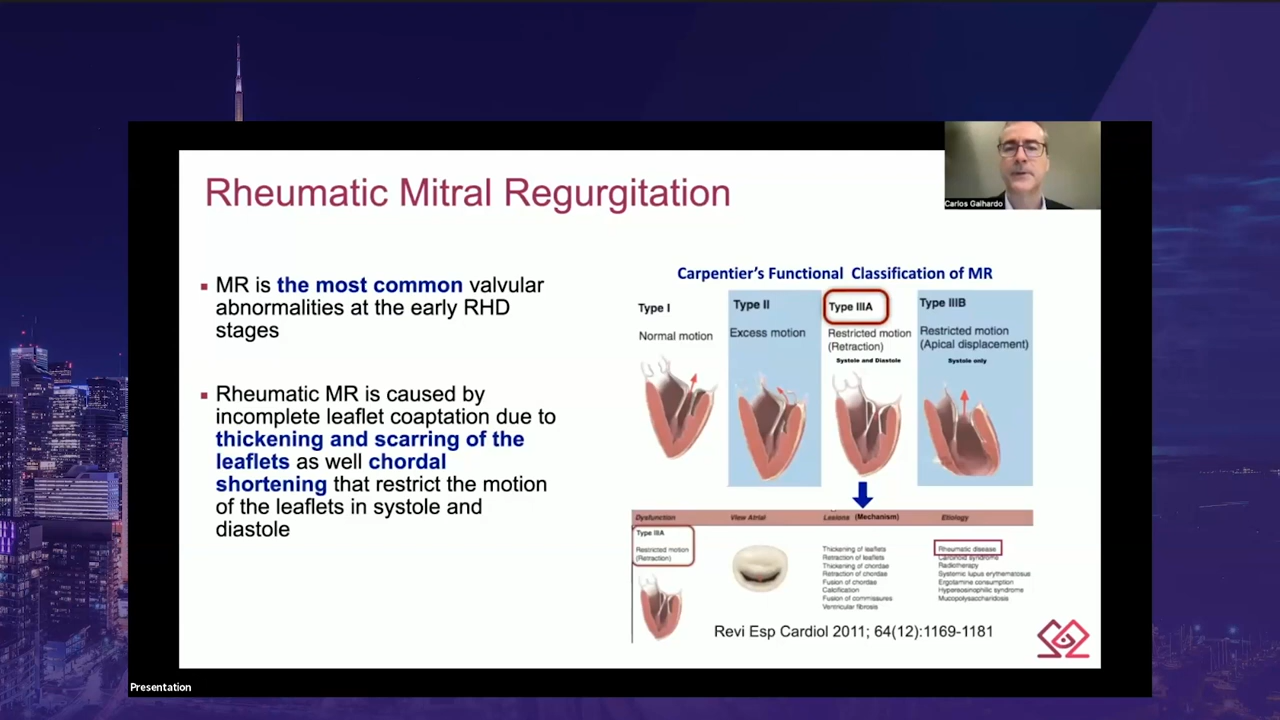 Carlos Galhardo
Rheumatic Mitral Regurgitation
MR is the most common valvular
abnormalities at the early RHD
stages
Rheumatic MR is caused by
incomplete leaflet coaptation due to
thickening and scarring of the
leaflets as well chordal
shortening that restrict the motion
of the leaflets in systole and
diastole
Carpentier's Functional Classification of MR
Type I
Normal motion
Type II
Excess motion
Type IIIA
Restricted motion
(Retraction)
Systole and Diastole
Type IIIB
Restricted motion
(Apical displacement)
Systole only
Dysfunction
View Atrial
Lesions (Mechanism)
Etiology
Type IIIA
Restricted motion
(Retraction)
Thickening of leaflets
Retraction of leaflets
Thickening of chordae
Retraction of chordae
Fusion of chordae
Calcification
Fusion of commissures
Ventricular fibrosis
Rheumatic disease
Carcinoid syndrome
Radiotherapy
Systemic lupus erythematosus
Ergotamine consumption
Hypereosinophilic syndrome
Mucopolysaccharidosis
Revi Esp Cardiol 2011; 64(12):1169-1181
Presentation